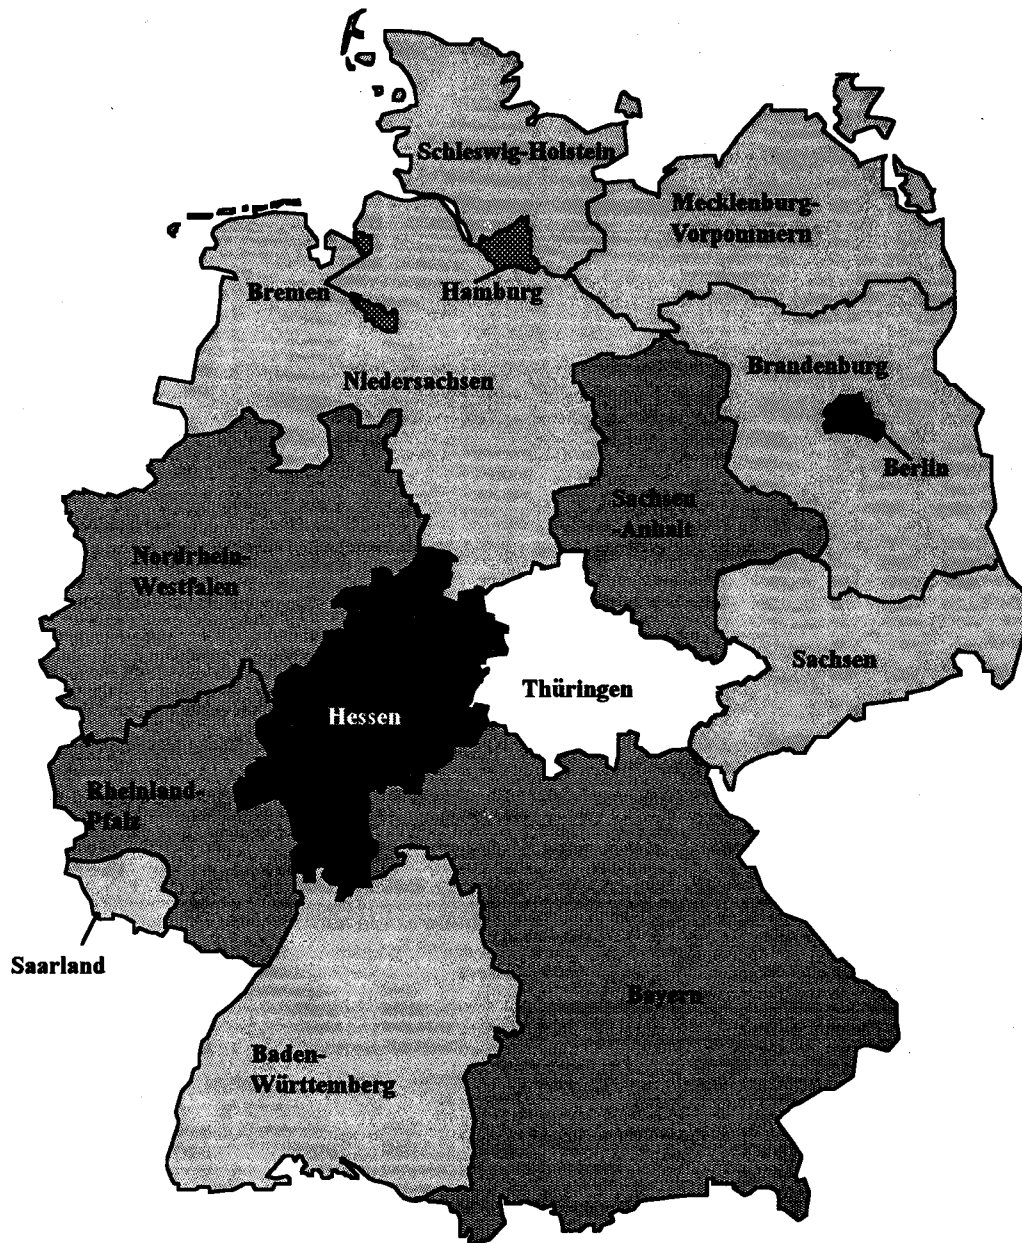 Schleswig-Holstein
Mecklenburg-
Vorpommern
Bremen
Hamburg
Niedersachsen
Brandenburg
Berlin
Sachsen
-Anhalt
Nordrhein-
Westfalen
Sachsen
Thüringen
Hessen
Rheinland-
Pfalz
Saarland
Bayern
Baden-
Württemberg